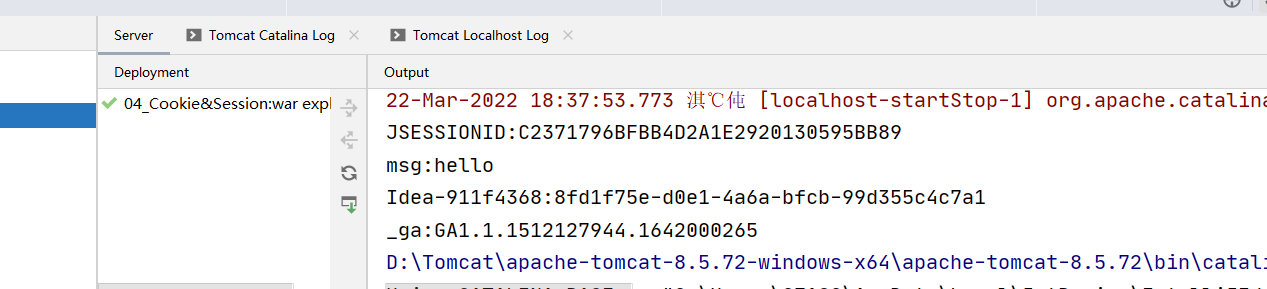 Server
Tomcat Catalina Log
Tomcat Localhost Log
Deployment
Output
04_Cookie&Session:war expl
22-Mar-2022 18:37:53.773 淇℃伅 [localhost-startStop-1] org.apache.catalina
JSESSIONID:C2371796BFBB4D2A1E2920130595BB89
msg:hello
Idea-911f4368:8fd1f75e-d0e1-4a6a-bfcb-99d355c4c7a1
_ga:GA1.1.1512127944.1642000265
D:\Tomcat\apache-tomcat-8.5.72-windows-x64\apache-tomcat-8.5.72\bin\catali